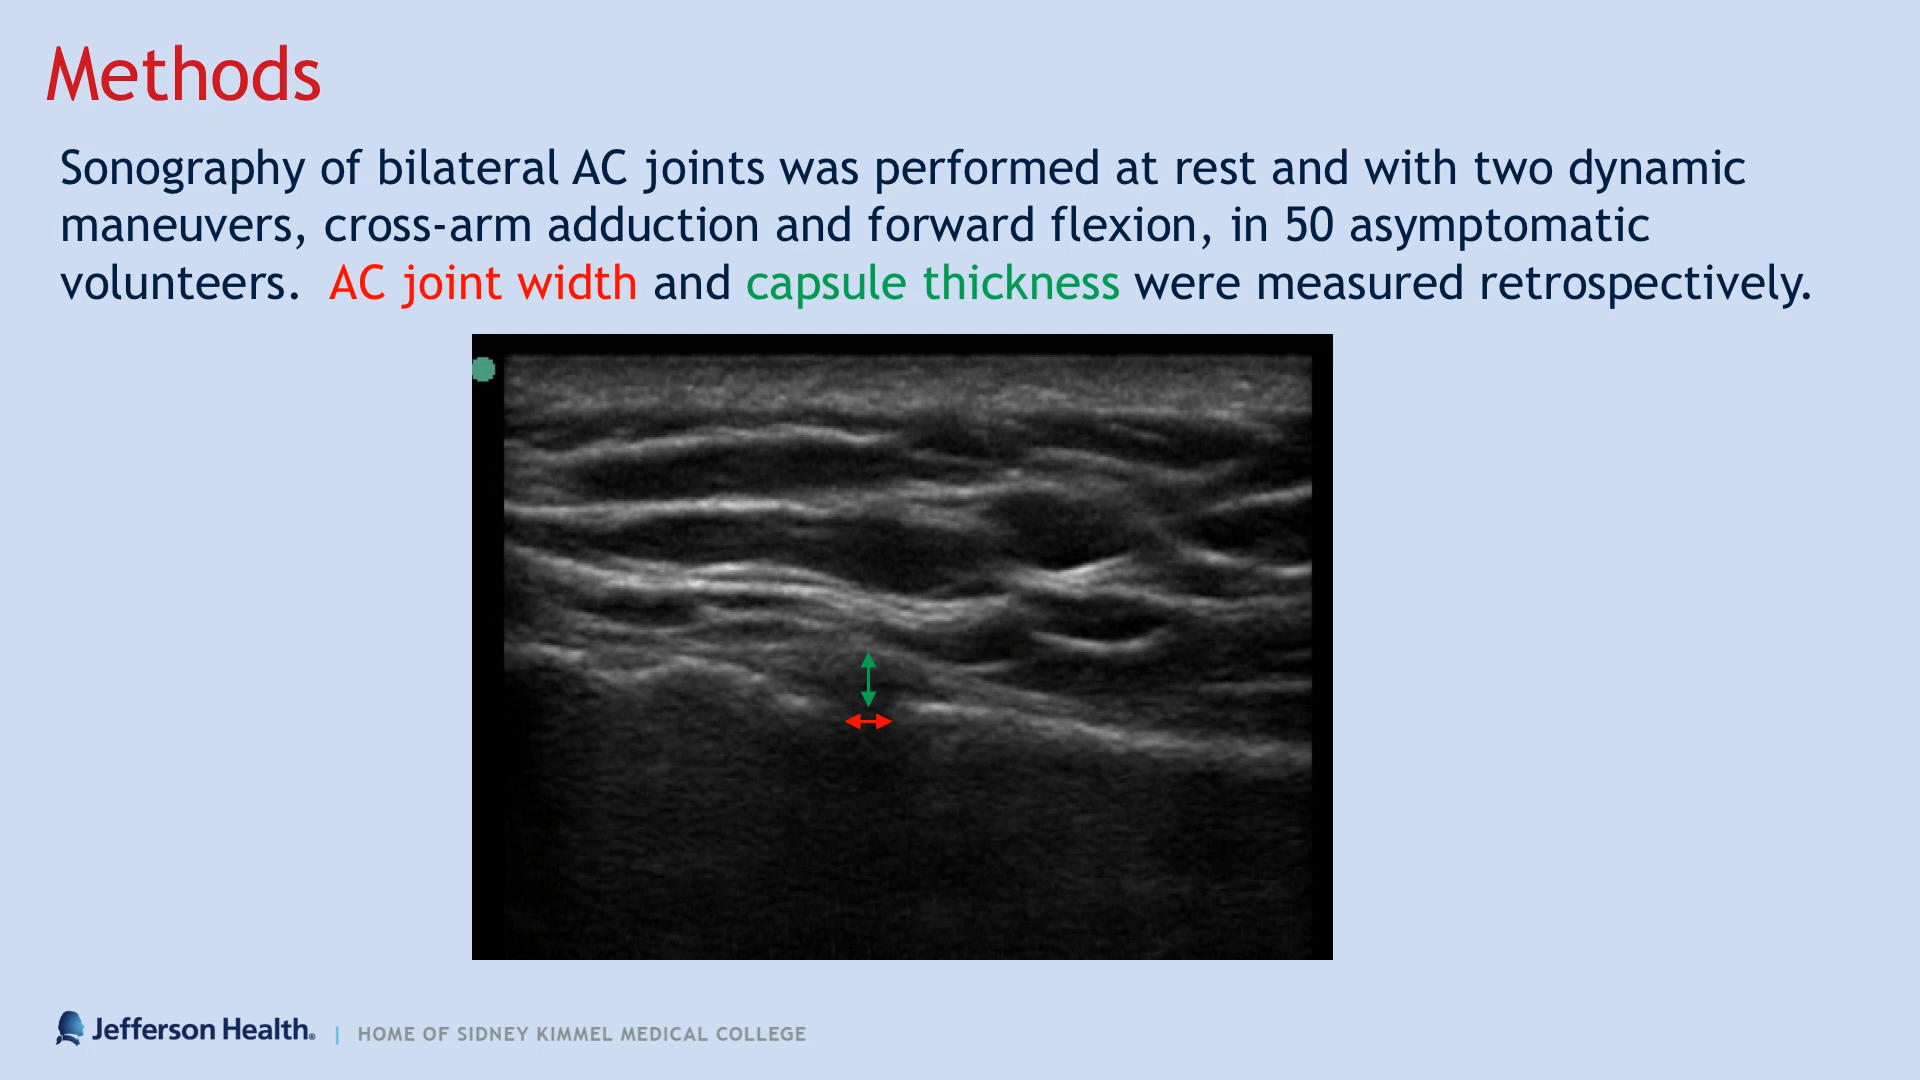 Methods
Sonography of bilateral AC joints was performed at rest and with two dynamic
maneuvers, cross-arm adduction and forward flexion, in 50 asymptomatic
volunteers.  AC joint width and capsule thickness were measured retrospectively.
Jefferson Health® | HOME OF SIDNEY KIMMEL MEDICAL COLLEGE